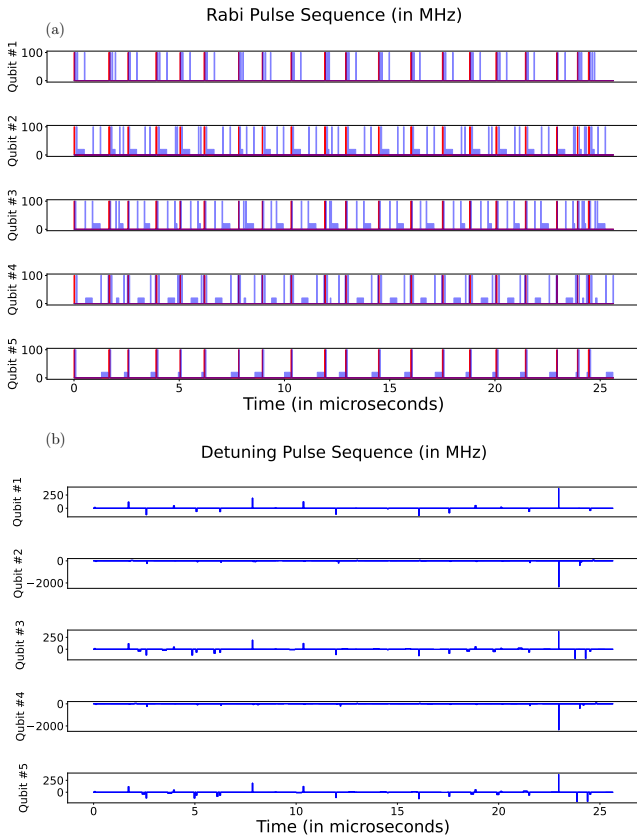 Rabi Pulse Sequence (in MHz)
(a)
100
0
Qubit #1
100
0
Qubit #2
100
0
Qubit #3
100
0
Qubit #4
100
0
Qubit #5
0 5 10 15 20 25
Time (in microseconds)
(b)
Detuning Pulse Sequence (in MHz)
250
0
Qubit #1
0
−2000
Qubit #2
250
0
Qubit #3
0
−2000
Qubit #4
250
0
Qubit #5
0 5 10 15 20 25
Time (in microseconds)